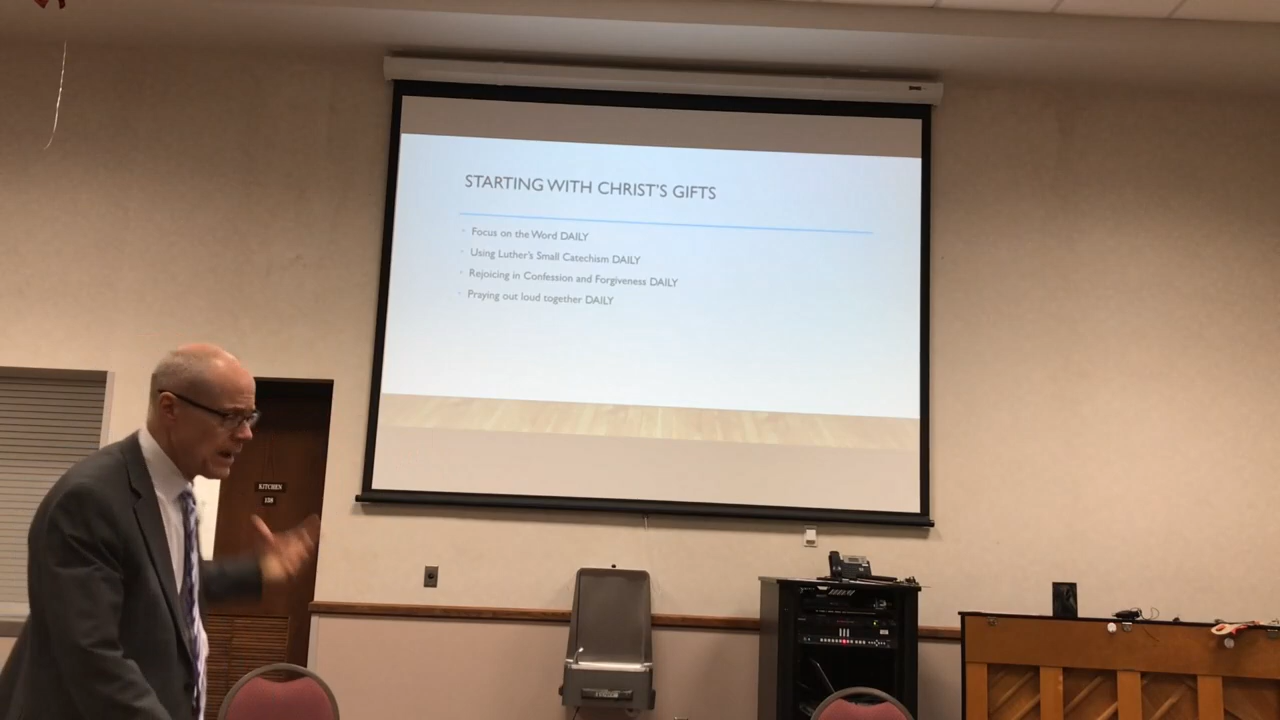 STARTING WITH CHRIST'S GIFTS
Focus on the Word DAILY
Using Luther's Small Catechism DAILY
Rejoicing in Confession and Forgiveness DAILY
Praying out loud together DAILY
KITCHEN